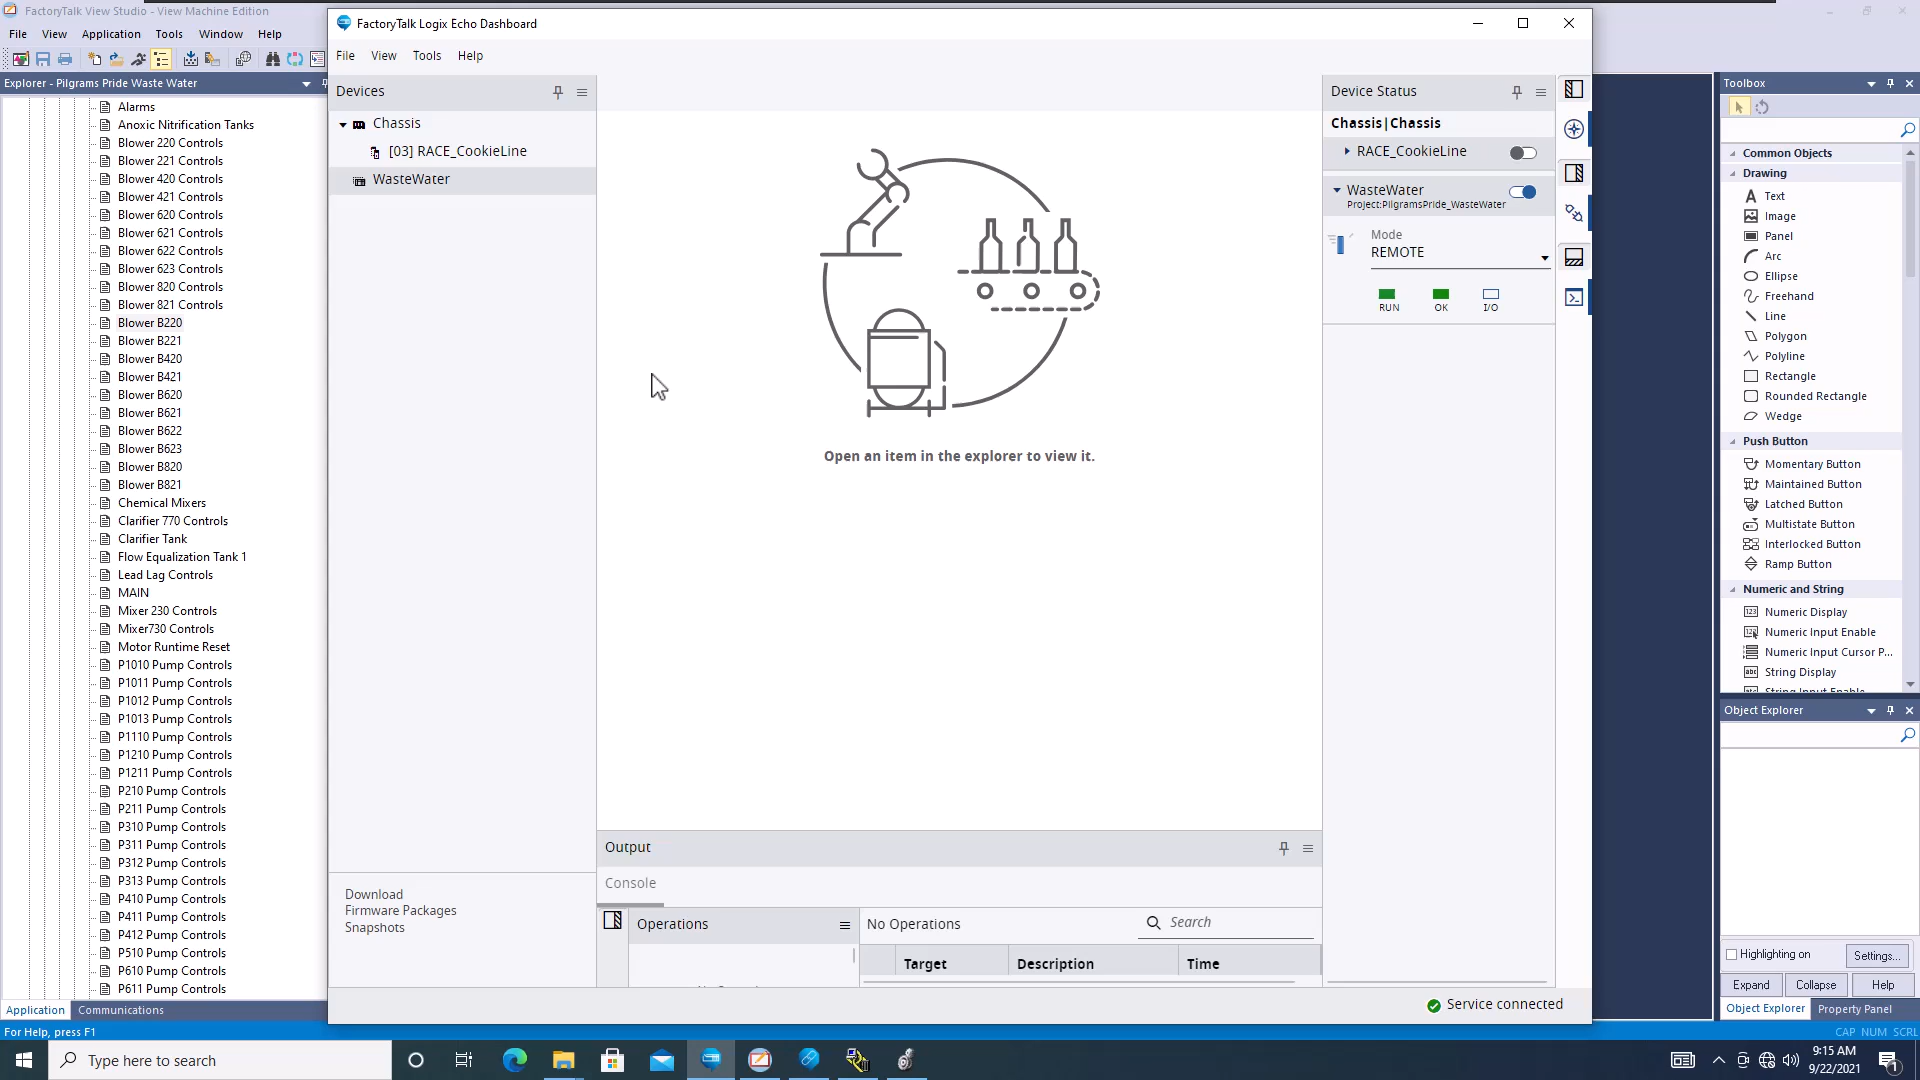 FactoryTalk View Studio - View Machine Edition
File View Application Tools Window Help
Explorer - Pilgrams Pride Waste Water
Alarms
Anoxic Nitrification Tanks
Blower 220 Controls
Blower 221 Controls
Blower 420 Controls
Blower 421 Controls
Blower 620 Controls
Blower 621 Controls
Blower 622 Controls
Blower 623 Controls
Blower 820 Controls
Blower 821 Controls
Blower B220
Blower B221
Blower B420
Blower B421
Blower B620
Blower B621
Blower B622
Blower B623
Blower B820
Blower B821
Chemical Mixers
Clarifier 770 Controls
Clarifier Tank
Flow Equalization Tank 1
Lead Lag Controls
MAIN
Mixer 230 Controls
Mixer730 Controls
Motor Runtime Reset
P1010 Pump Controls
P1011 Pump Controls
P1012 Pump Controls
P1013 Pump Controls
P1110 Pump Controls
P1210 Pump Controls
P1211 Pump Controls
P210 Pump Controls
P211 Pump Controls
P310 Pump Controls
P311 Pump Controls
P312 Pump Controls
P313 Pump Controls
P410 Pump Controls
P411 Pump Controls
P412 Pump Controls
P510 Pump Controls
P610 Pump Controls
P611 Pump Controls
Application Communications
For Help, press F1
FactoryTalk Logix Echo Dashboard
File View Tools Help
Devices
Chassis
[03] RACE_CookieLine
WasteWater
Download
Firmware Packages
Snapshots
Open an item in the explorer to view it.
Output
Console
Operations
No Operations
Search
Target Description Time
Device Status
Chassis|Chassis
RACE_CookieLine
WasteWater
Project:PilgramsPride_WasteWater
Mode
REMOTE
RUN OK I/O
Service connected
Toolbox
Common Objects
Drawing
Text
Image
Panel
Arc
Ellipse
Freehand
Line
Polygon
Polyline
Rectangle
Rounded Rectangle
Wedge
Push Button
Momentary Button
Maintained Button
Latched Button
Multistate Button
Interlocked Button
Ramp Button
Numeric and String
Numeric Display
Numeric Input Enable
Numeric Input Cursor P...
String Display
String Input Enable
Object Explorer
Highlighting on
Settings...
Expand Collapse Help
Object Explorer Property Panel
CAP NUM SCRL
Type here to search
9:15 AM
9/22/2021
1